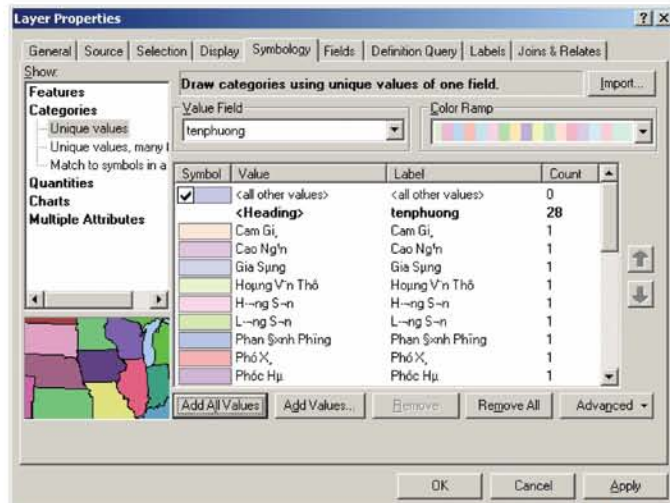 Layer Properties
General Source Selection Display Symbology Fields Definition Query Labels Joins & Relates
Show:
Features
Categories
Unique values
Unique values, many f
Match to symbols in a
Quantities
Charts
Multiple Attributes
Draw categories using unique values of one field.
Import...
Value Field
tenphuong
Color Ramp
Symbol Value Label Count
<all other values> <all other values> 0
<Heading> tenphuong 28
Cam Gi¸ Cam Gi¸ 1
Cao Ng¹n Cao Ng¹n 1
Gia Sµng Gia Sµng 1
Hoµng V¨n Thô Hoµng V¨n Thô 1
H­¬ng S¬n H­¬ng S¬n 1
L­¬ng S¬n L­¬ng S¬n 1
Phan §×nh Phïng Phan §×nh Phïng 1
Phó X¸ Phó X¸ 1
Phóc Hµ Phóc Hµ 1
Add All Values Add Values... Remove Remove All Advanced
OK Cancel Apply